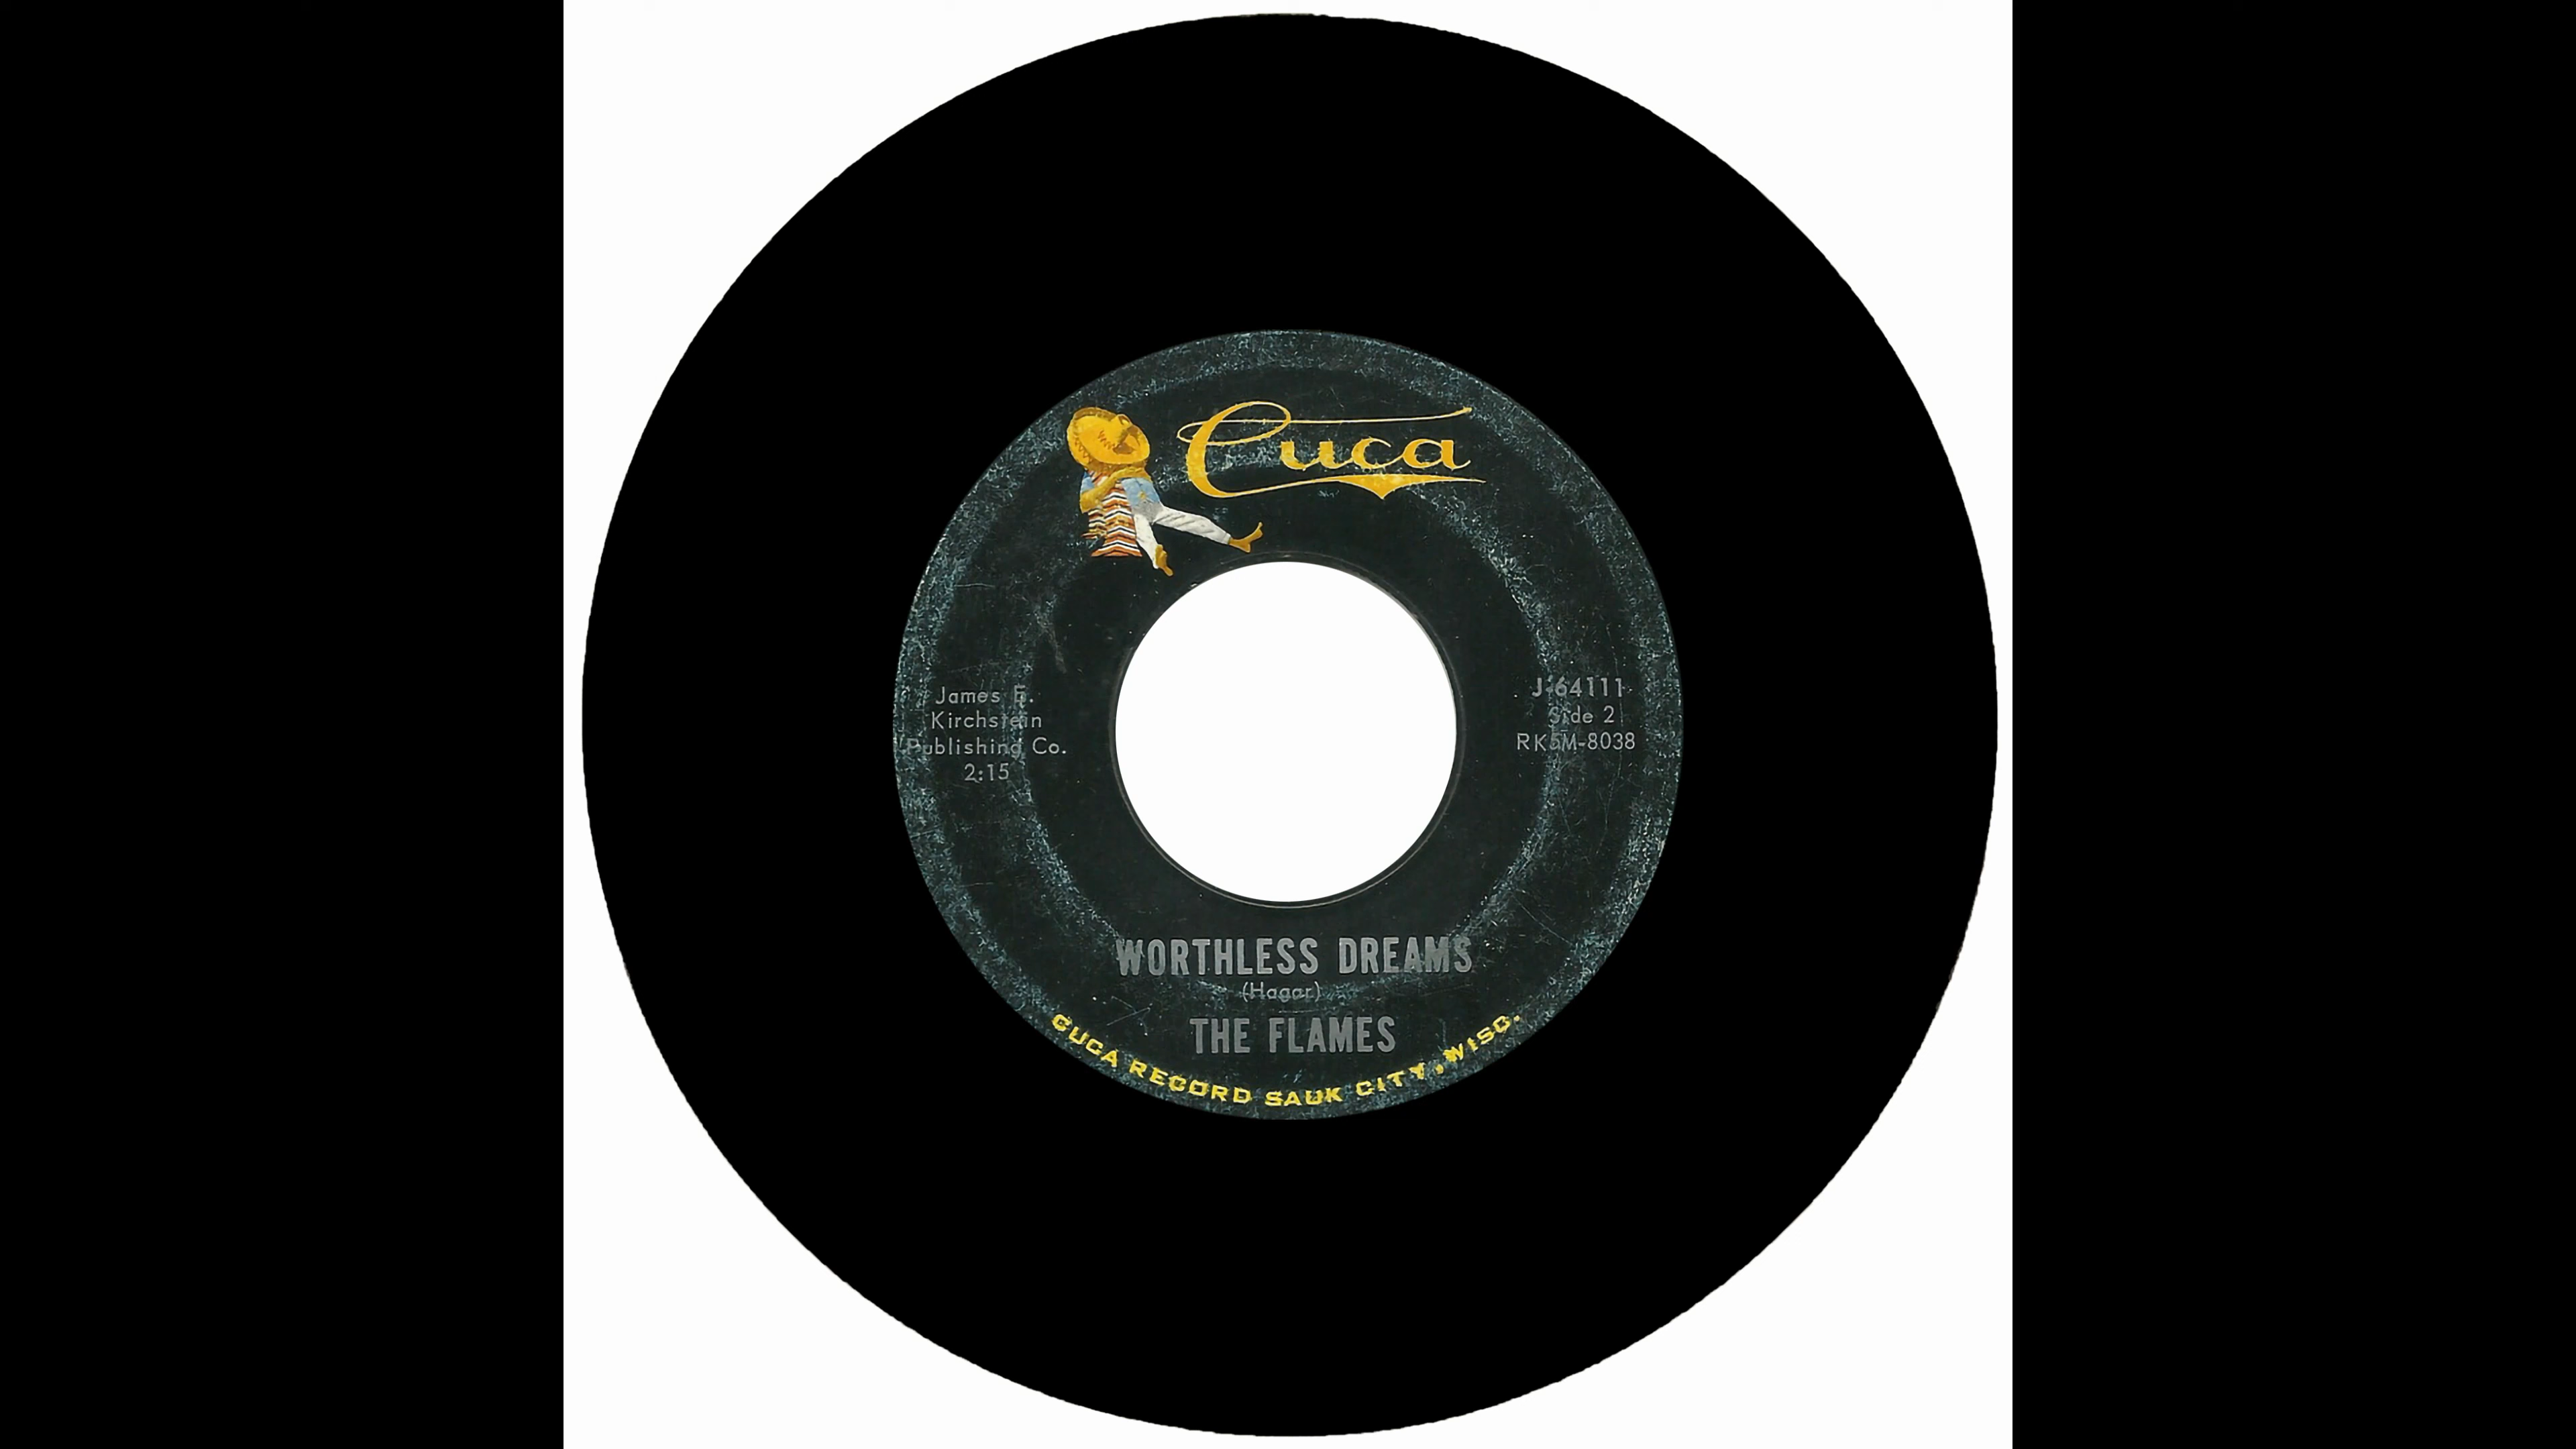 Cuca
James E.
Kirchstein
Publishing Co.
2:15
J-64111
Side 2
RK5M-8038
WORTHLESS DREAMS
(Hagar)
THE FLAMES
CUCA RECORD SAUK CITY, WISC.